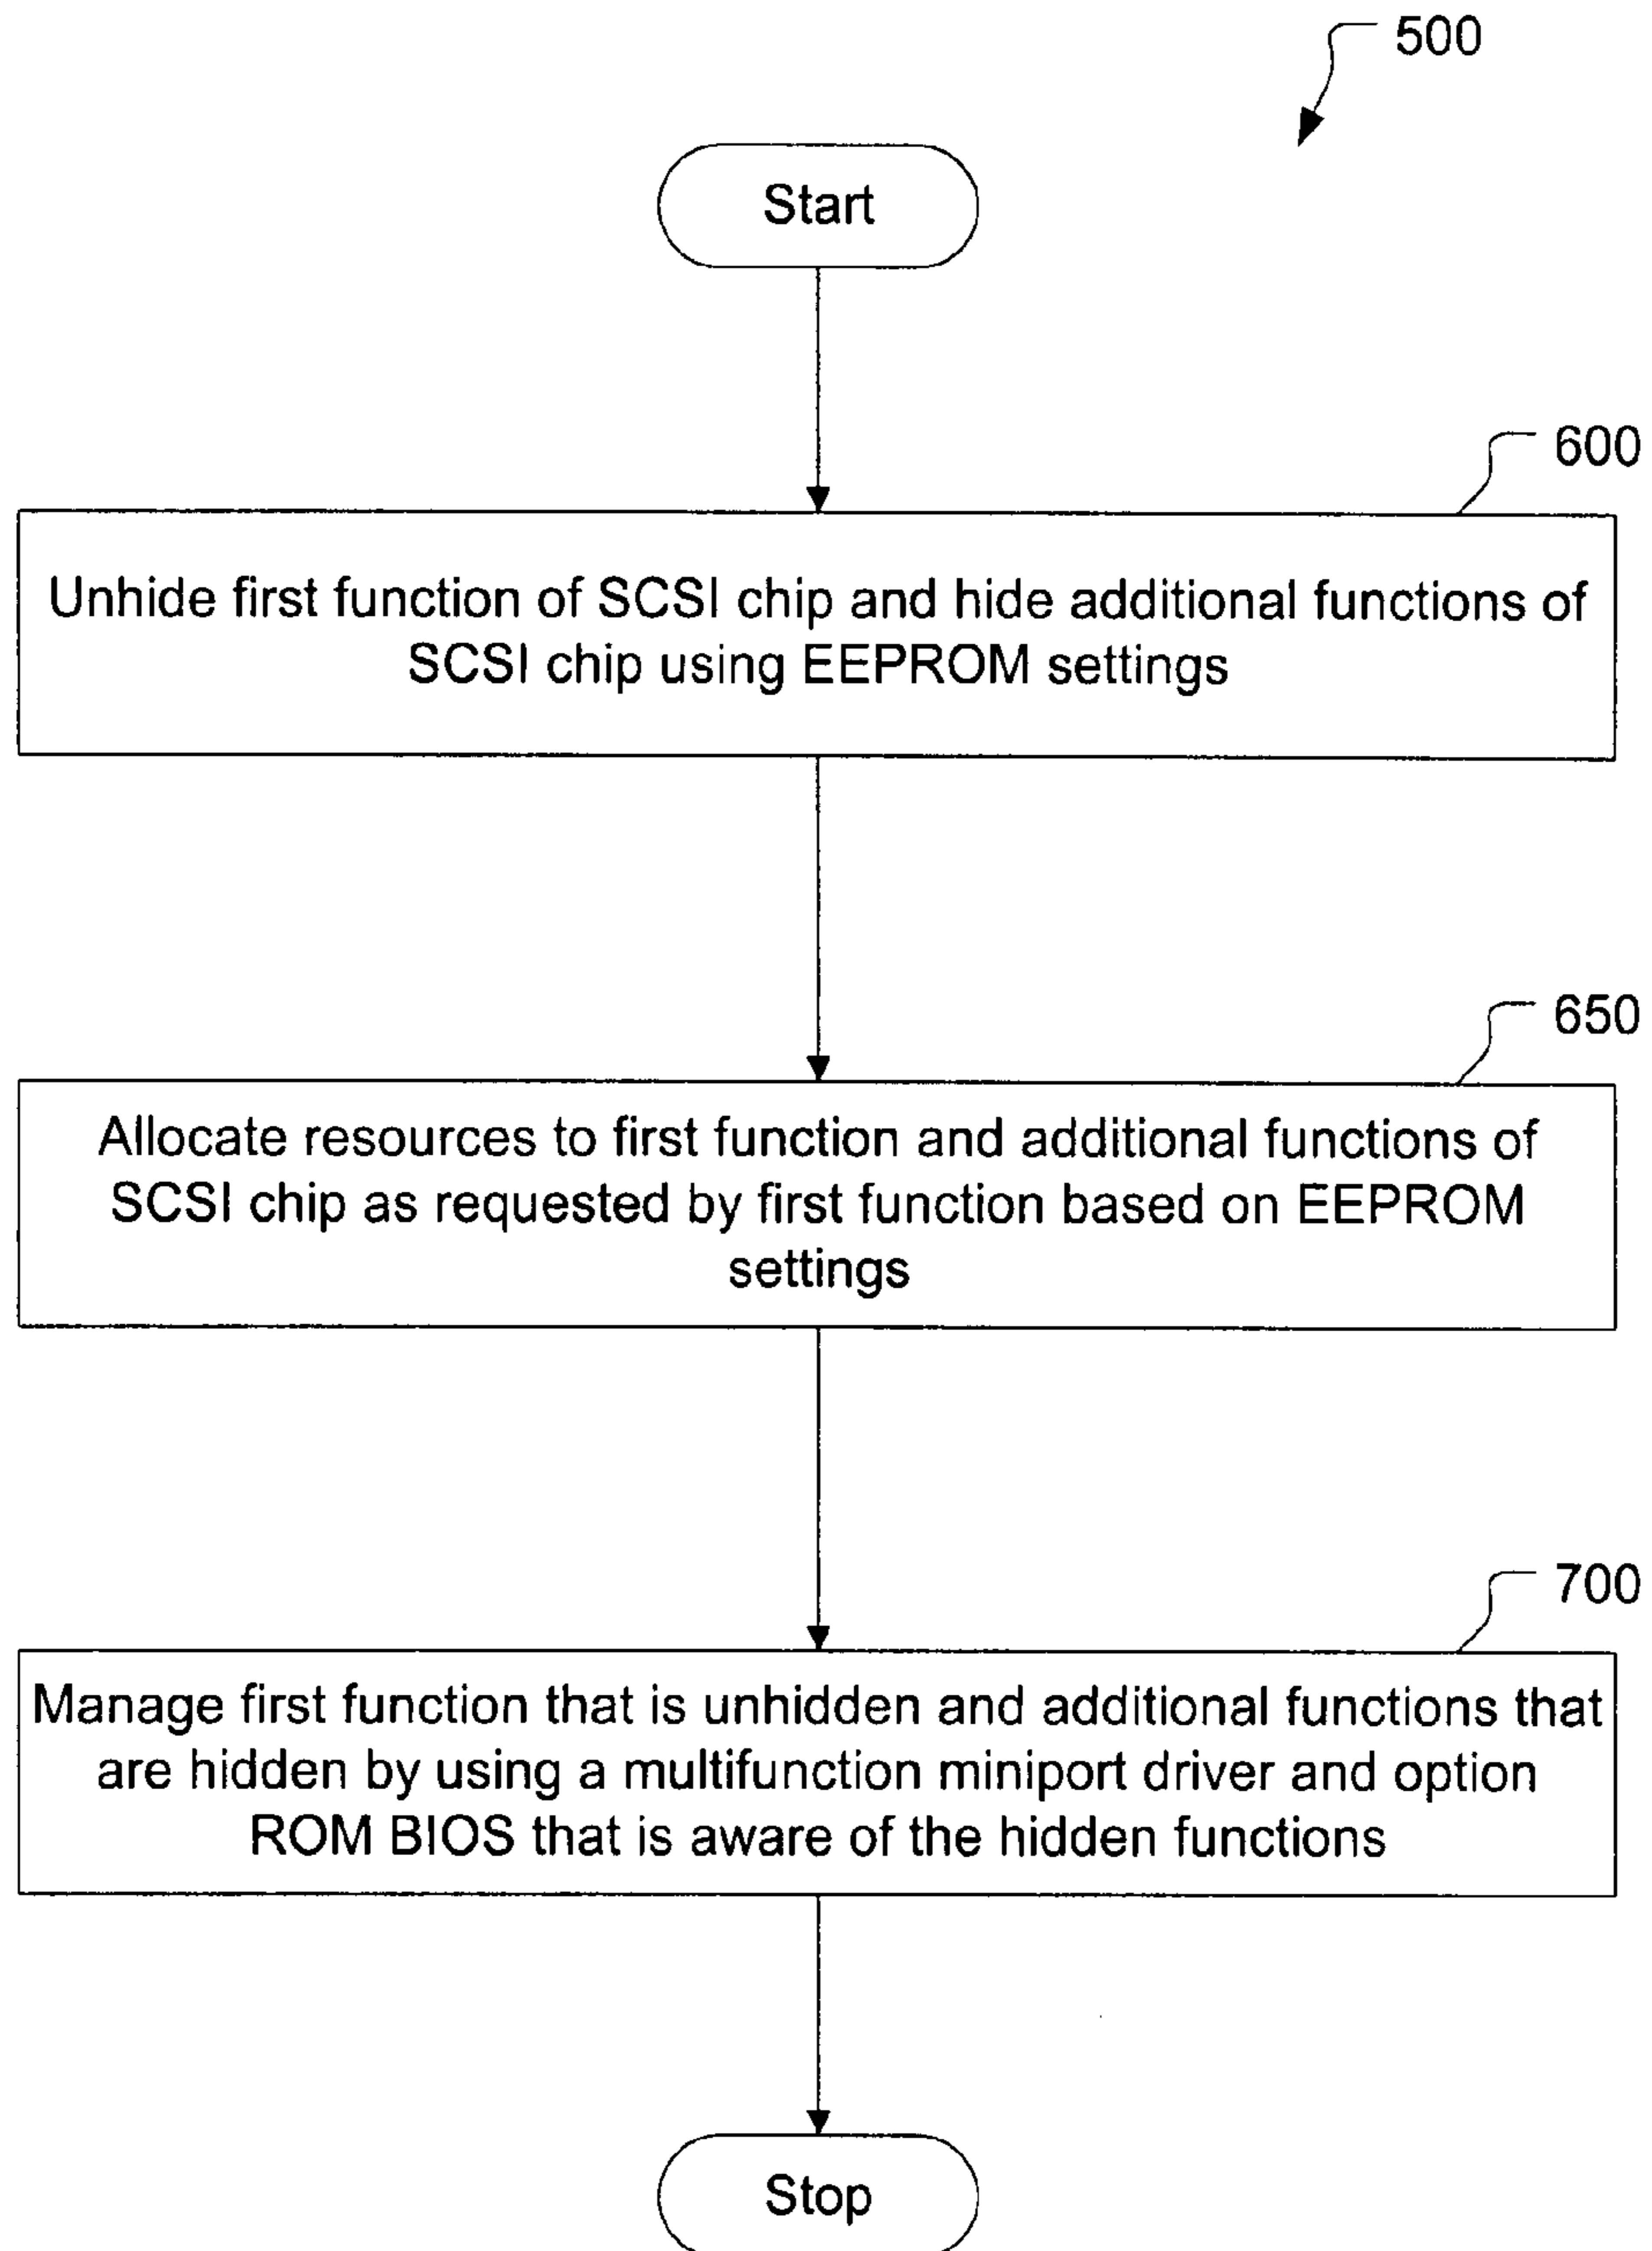 500
Start
600
Unhide first function of SCSI chip and hide additional functions of
SCSI chip using EEPROM settings
650
Allocate resources to first function and additional functions of
SCSI chip as requested by first function based on EEPROM
settings
700
Manage first function that is unhidden and additional functions that
are hidden by using a multifunction miniport driver and option
ROM BIOS that is aware of the hidden functions
Stop